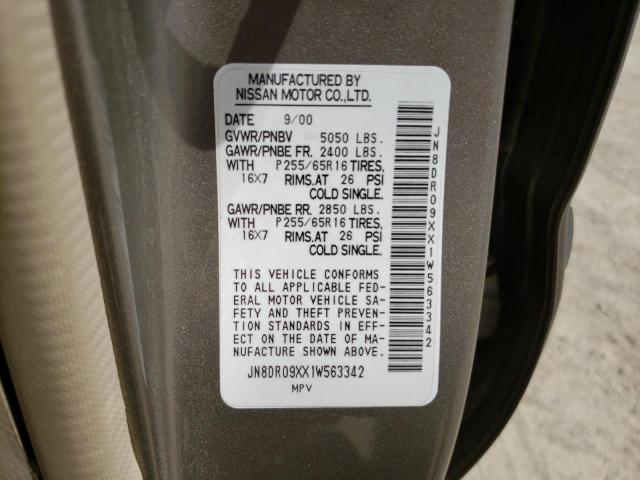 MANUFACTURED BY
NISSAN MOTOR CO.,LTD.
DATE 9/00
GVWR/PNBV 5050 LBS.
GAWR/PNBE FR. 2400 LBS.
WITH P255/65R16 TIRES,
16X7 RIMS,AT 26 PSI
COLD SINGLE.
GAWR/PNBE RR. 2850 LBS.
WITH P255/65R16 TIRES,
16X7 RIMS,AT 26 PSI
COLD SINGLE.
THIS VEHICLE CONFORMS
TO ALL APPLICABLE FED-
ERAL MOTOR VEHICLE SA-
FETY AND THEFT PREVEN-
TION STANDARDS IN EFF-
ECT ON THE DATE OF MA-
NUFACTURE SHOWN ABOVE.
JN8DR09XX1W563342
MPV
JN8DR09XX1W563342